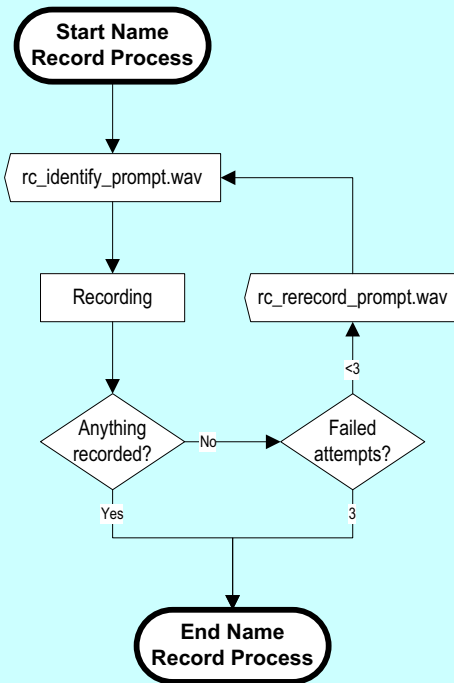 Start Name
Record Process
rc_identify_prompt.wav
Recording
rc_rerecord_prompt.wav
<3
Anything
recorded?
No
Failed
attempts?
Yes
3
End Name
Record Process